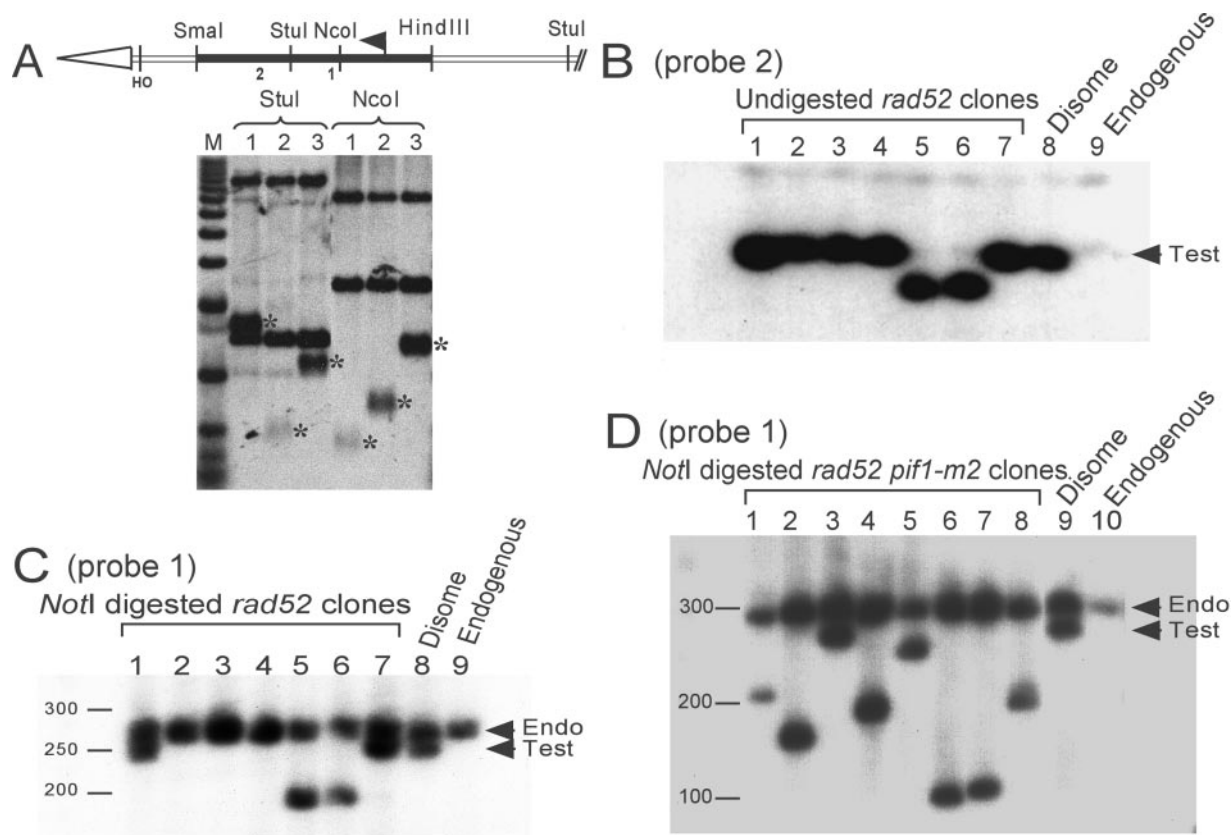 A
SmaI StuI NcoI HindIII StuI
HO 2 1
StuI NcoI
M 1 2 3 1 2 3
* * * * * *
B (probe 2)
Undigested rad52 clones Disome Endogenous
1 2 3 4 5 6 7 8 9
Test
C (probe 1)
NotI digested rad52 clones Disome Endogenous
1 2 3 4 5 6 7 8 9
300
250
200
Endo
Test
D (probe 1)
NotI digested rad52 pif1-m2 clones Disome Endogenous
1 2 3 4 5 6 7 8 9 10
300
200
100
Endo
Test